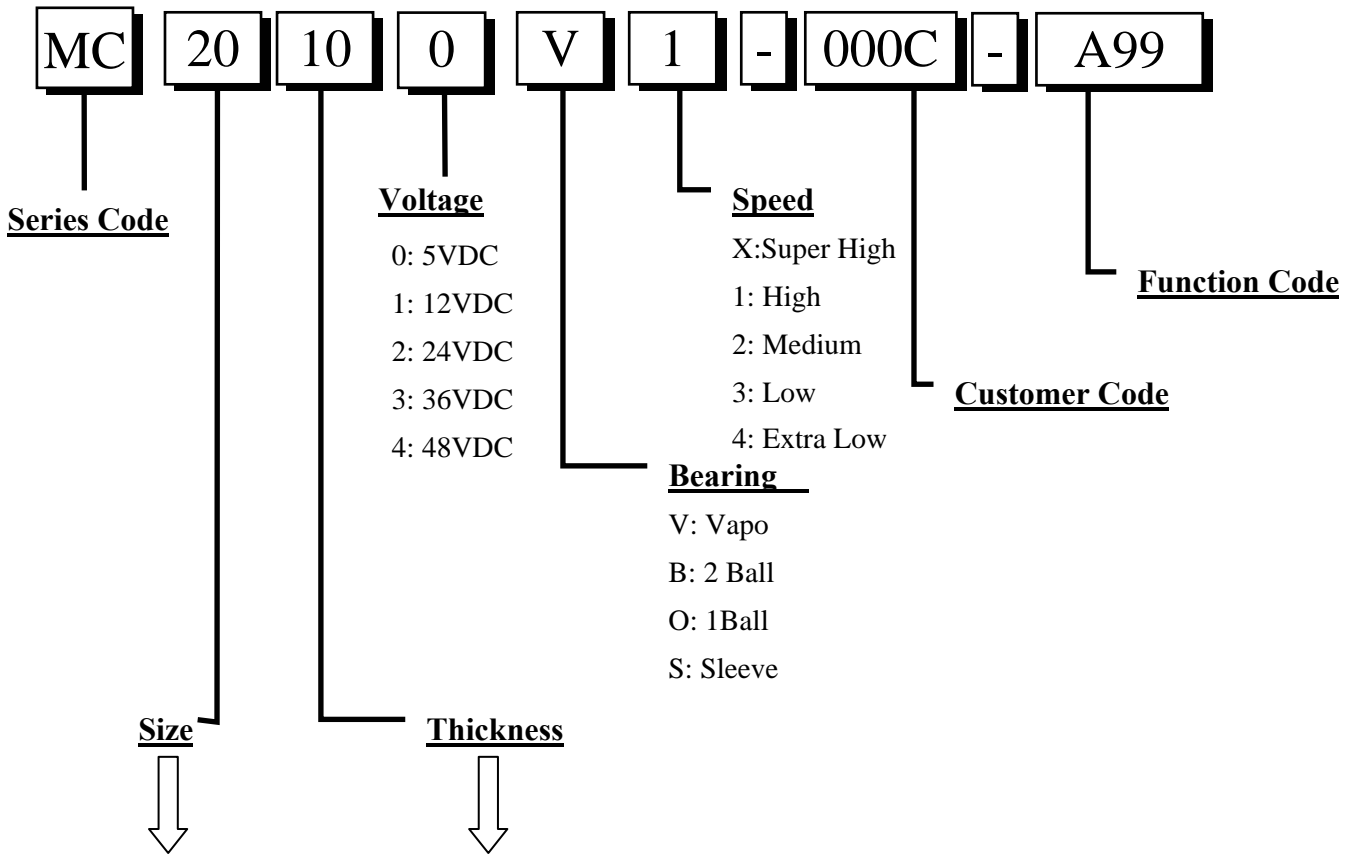 MC 20 10 0 V 1 - 000C - A99
Series Code
Voltage
0: 5VDC
1: 12VDC
2: 24VDC
3: 36VDC
4: 48VDC
Speed
X:Super High
1: High
2: Medium
3: Low
4: Extra Low
Function Code
Customer Code
Bearing
V: Vapo
B: 2 Ball
O: 1Ball
S: Sleeve
Size
Thickness